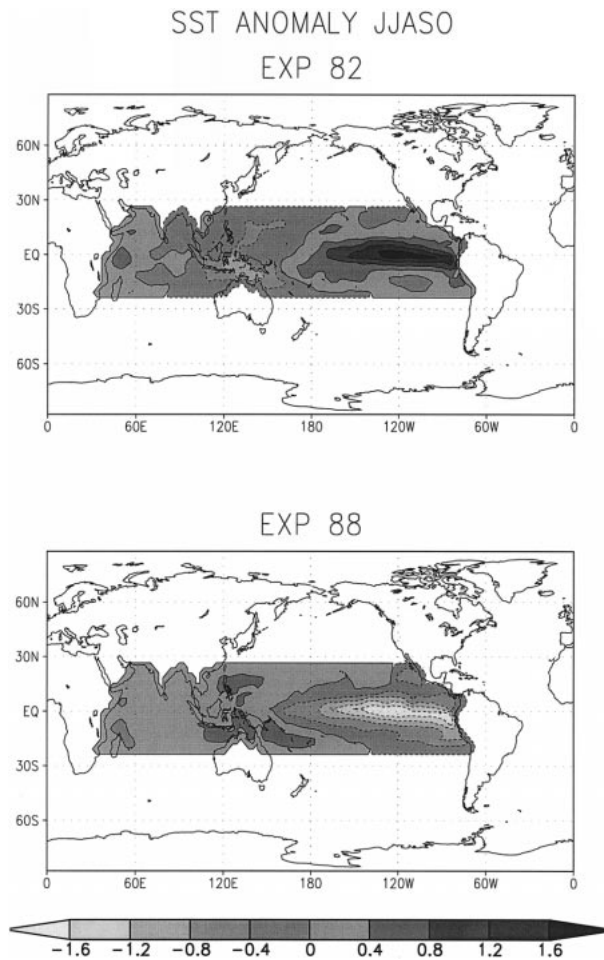 SST ANOMALY JJASO
EXP 82
60N
30N
EQ
30S
60S
0 60E 120E 180 120W 60W 0
EXP 88
60N
30N
EQ
30S
60S
0 60E 120E 180 120W 60W 0
-1.6 -1.2 -0.8 -0.4 0 0.4 0.8 1.2 1.6